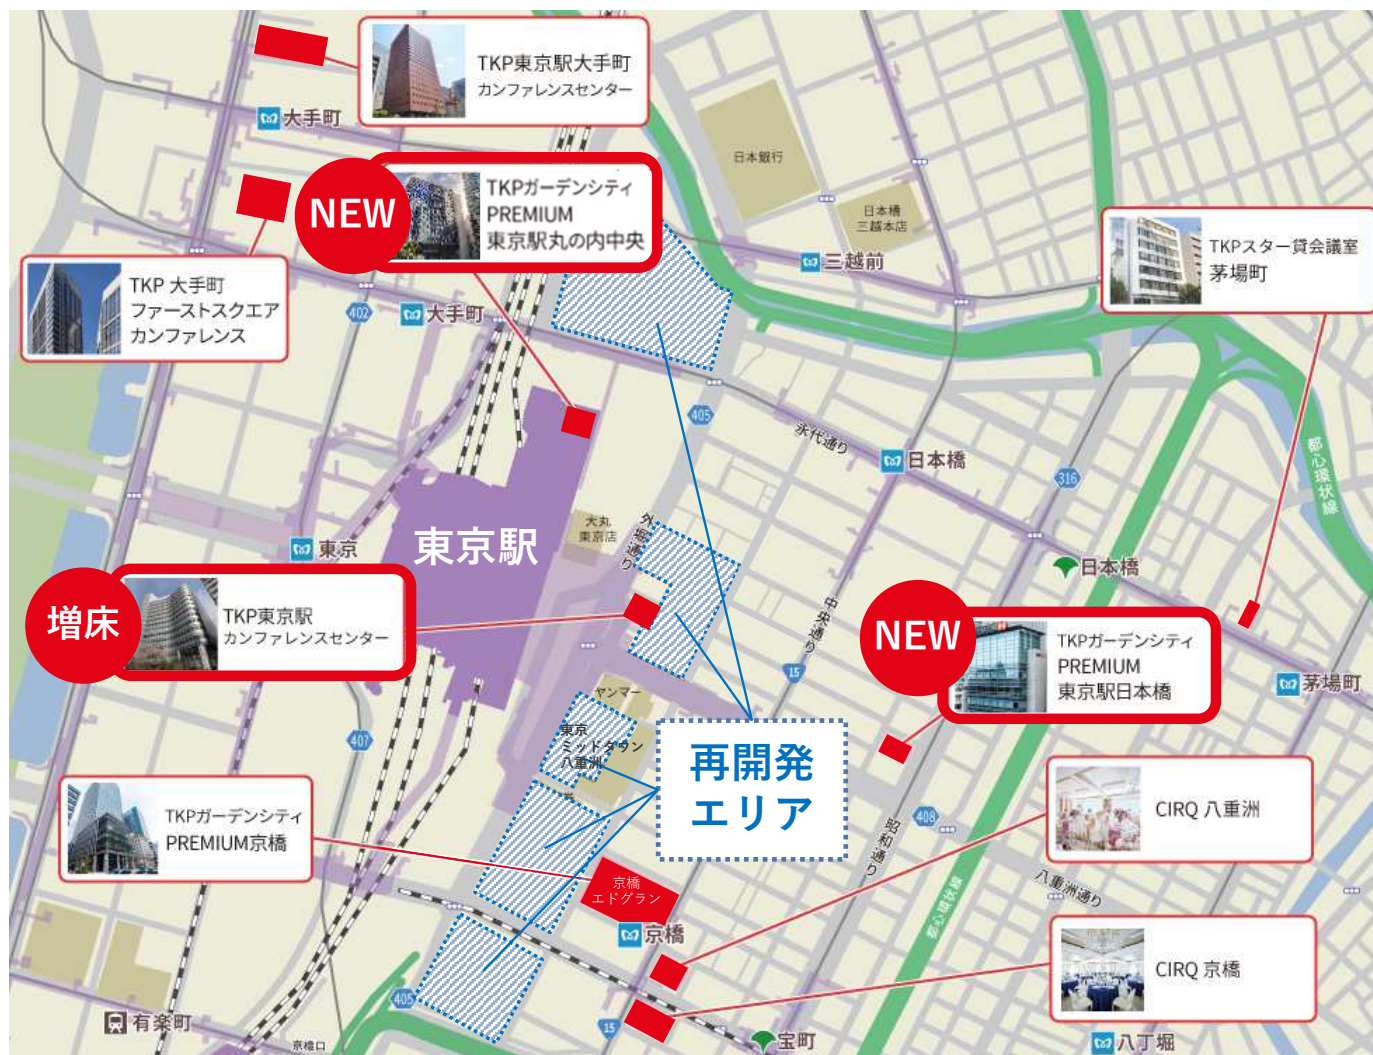 TKP東京駅大手町
カンファレンスセンター
大手町
NEW
TKPガーデンシティ
PREMIUM
東京駅丸の内中央
日本銀行
日本橋
三越本店
三越前
TKPスター貸会議室
茅場町
TKP 大手町
ファーストスクエア
カンファレンス
402
大手町
405
永代通り
日本橋
316
都心環状線
東京
東京駅
大丸
東京店
外堀通り
日本橋
増床
TKP東京駅
カンファレンスセンター
中央通り
15
NEW
TKPガーデンシティ
PREMIUM
東京駅日本橋
茅場町
ヤンマー
東京
ミッドタウン
八重洲
407
再開発
エリア
TKPガーデンシティ
PREMIUM京橋
昭和通り
408
CIRQ 八重洲
京橋
エドグラン
八重洲通り
都心環状線
京橋
CIRQ 京橋
405
15
有楽町
京橋口
宝町
八丁堀